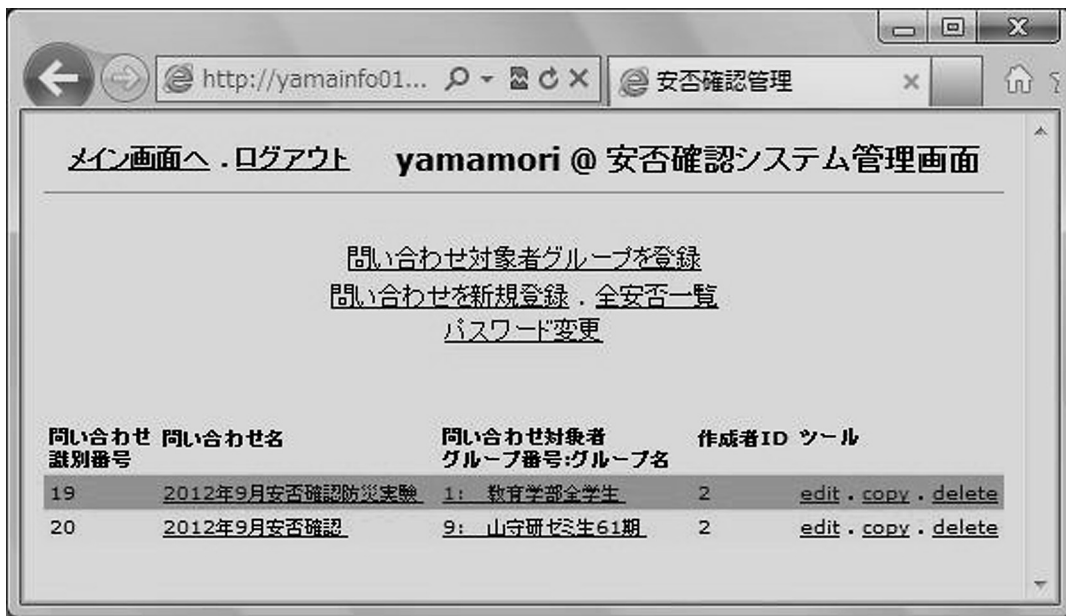 http://yamainfo01... 安否確認管理
メイン画面へ . ログアウト yamamori @ 安否確認システム管理画面
問い合わせ対象者グループを登録
問い合わせを新規登録 . 全安否一覧
パスワード変更
問い合わせ 問い合わせ名 問い合わせ対象者 作成者ID ツール
識別番号 グループ番号:グループ名
19 2012年9月安否確認防災実験 1: 教育学部全学生 2 edit . copy . delete
20 2012年9月安否確認 9: 山守研ゼミ生61期 2 edit . copy . delete